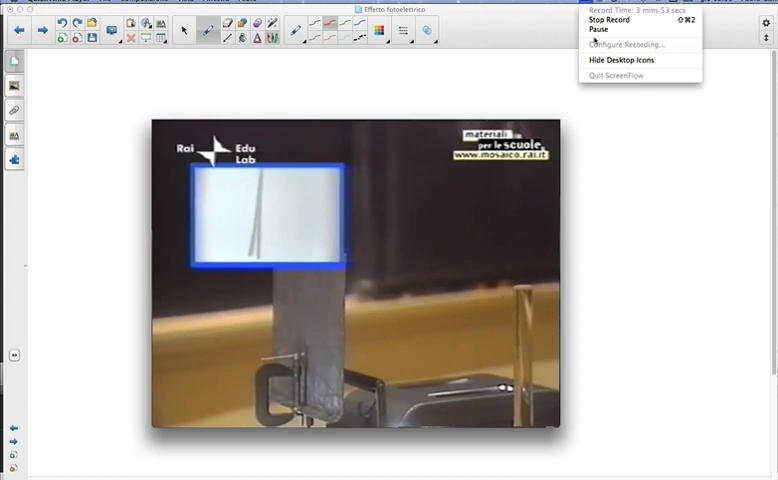 Effetto fotoelettrico
Record Time: 3 mins 53 secs
Stop Record ⇧⌘2
Pause
Configure Recording...
Hide Desktop Icons
Quit ScreenFlow
Rai Edu
Lab
materiali
per le scuole
www.mosaico.rai.it